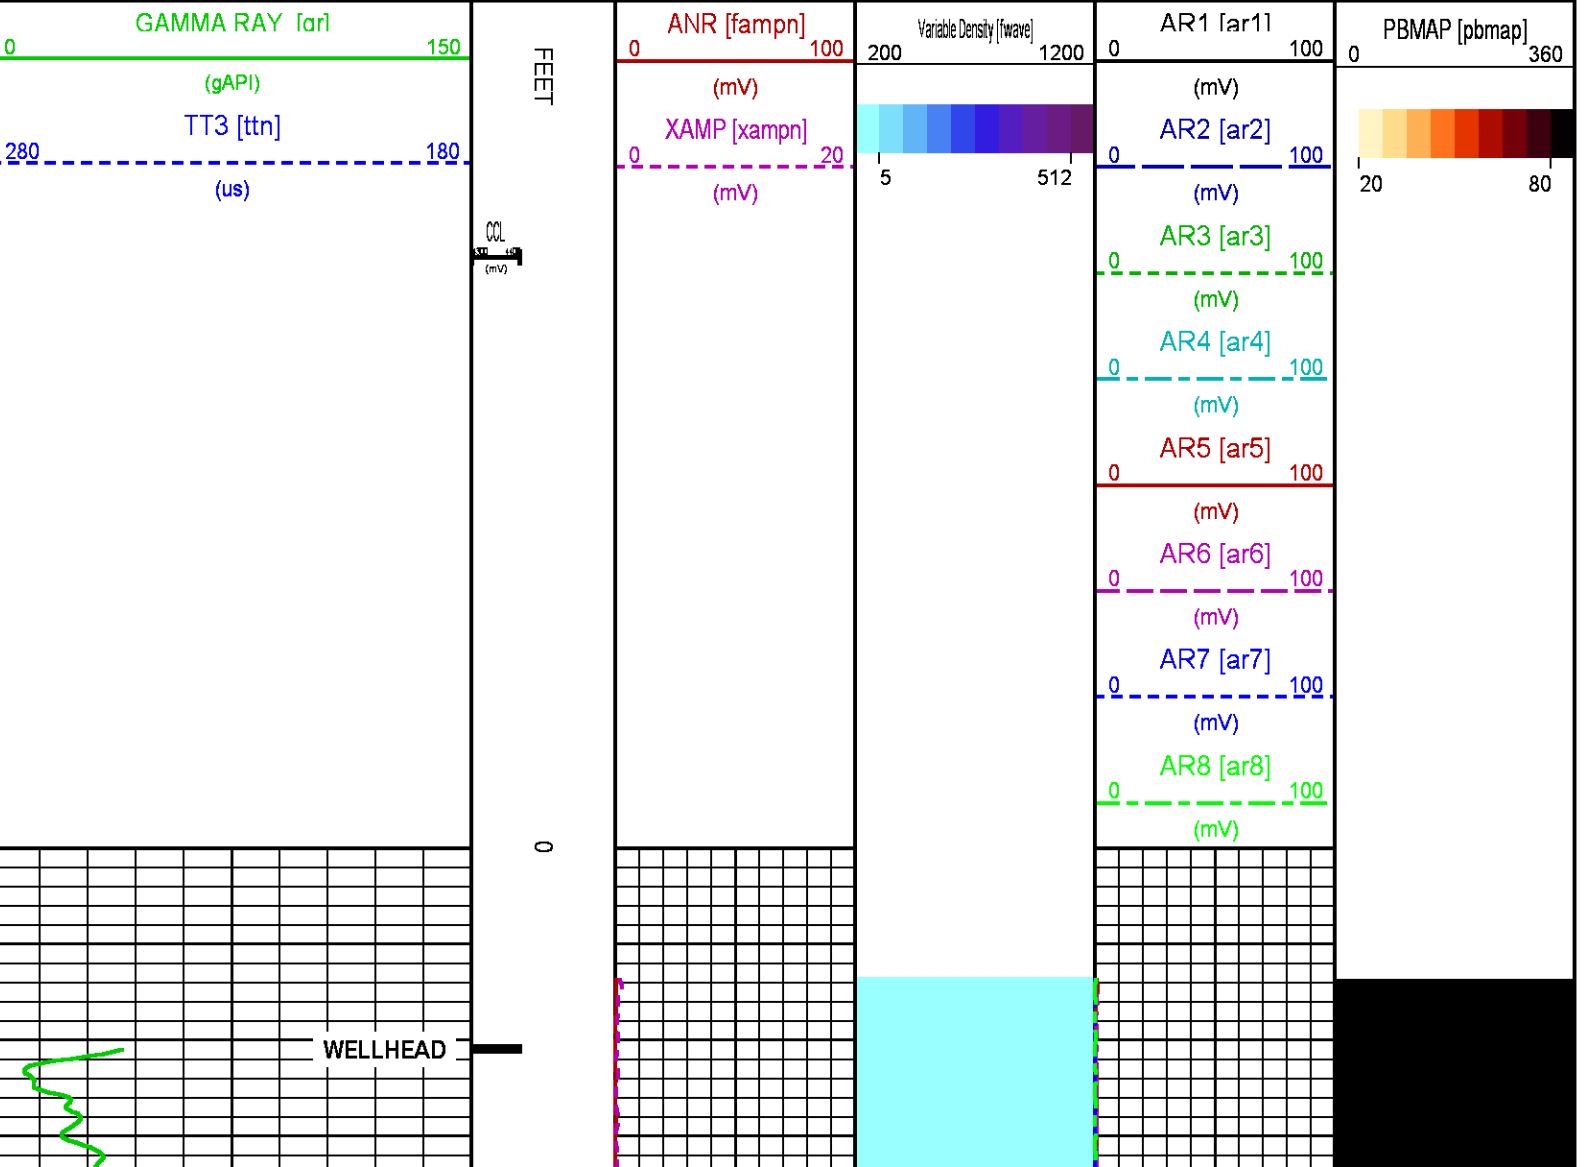 GAMMA RAY [gr]
0 150
(gAPI)
TT3 [ttn]
280 180
(us)
FEET
CCL
(mV)
0
WELLHEAD
ANR [fampn]
0 100
(mV)
XAMP [xampn]
0 20
(mV)
Variable Density [fwave]
200 1200
5 512
AR1 [ar1]
0 100
(mV)
AR2 [ar2]
0 100
(mV)
AR3 [ar3]
0 100
(mV)
AR4 [ar4]
0 100
(mV)
AR5 [ar5]
0 100
(mV)
AR6 [ar6]
0 100
(mV)
AR7 [ar7]
0 100
(mV)
AR8 [ar8]
0 100
(mV)
PBMAP [pbmap]
0 360
20 80